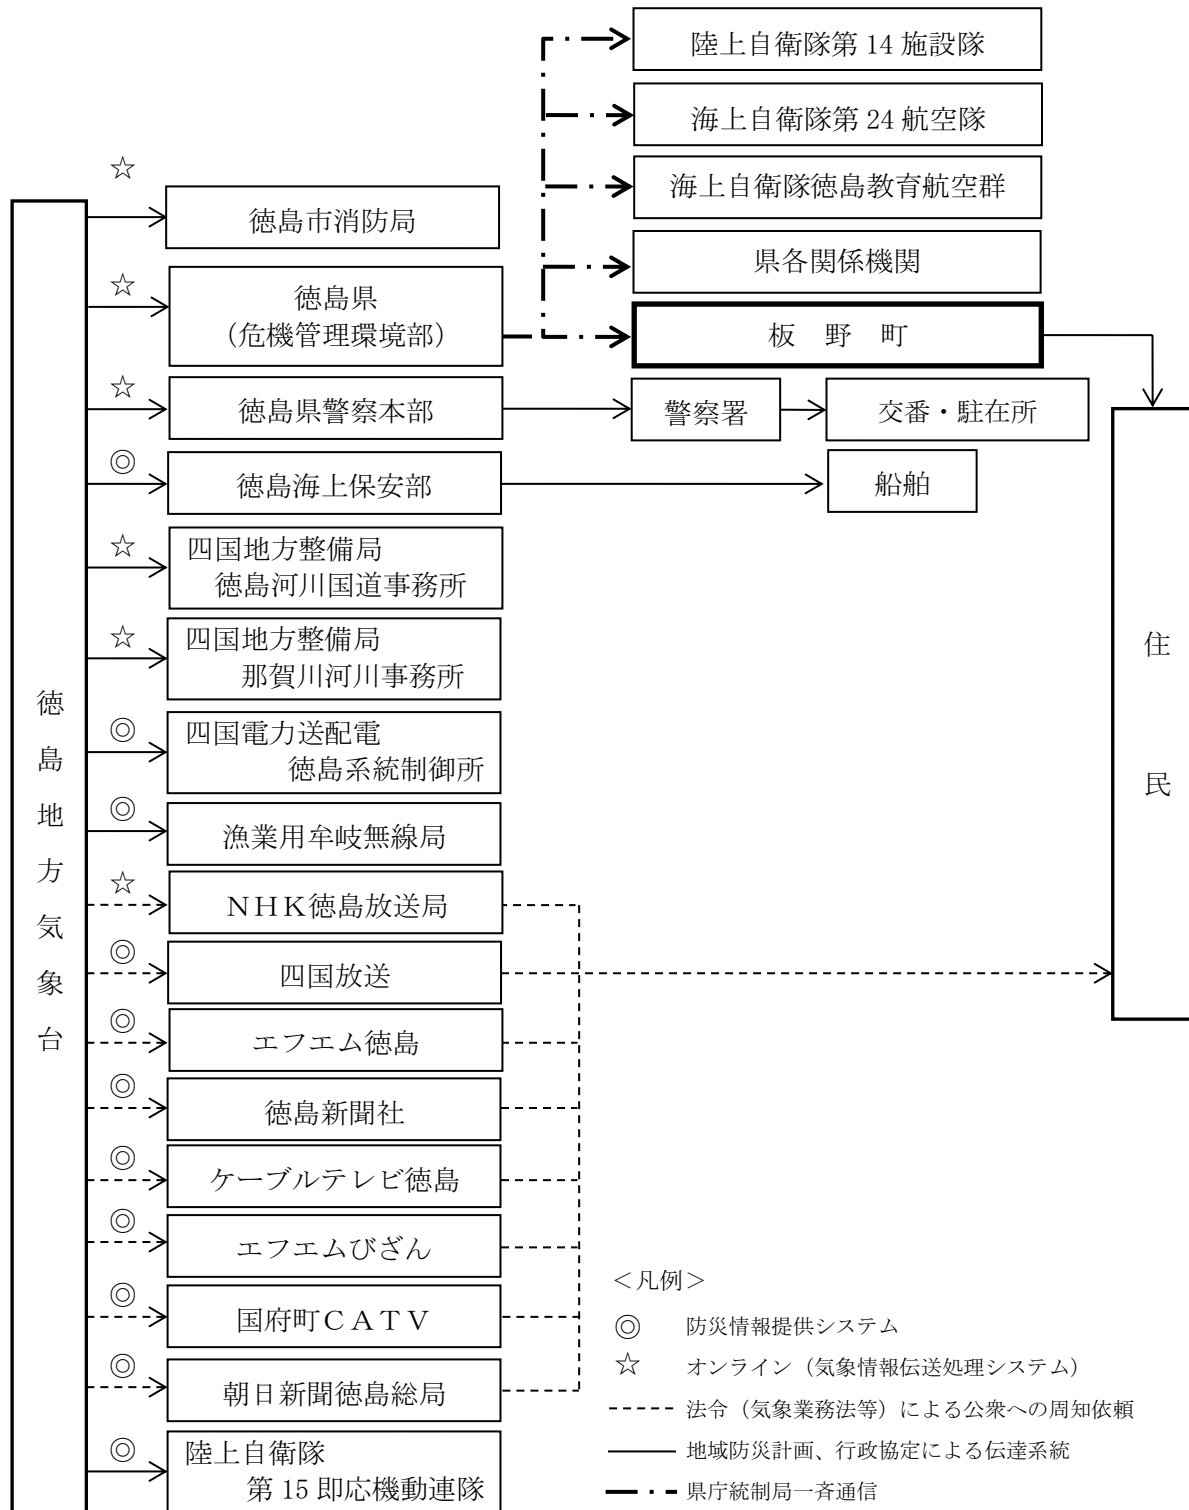 陸上自衛隊第 14 施設隊
海上自衛隊第 24 航空隊
海上自衛隊徳島教育航空群
県各関係機関
板　野　町
徳島地方気象台
☆
徳島市消防局
☆
徳島県
（危機管理環境部）
☆
徳島県警察本部
警察署
交番・駐在所
◎
徳島海上保安部
船舶
☆
四国地方整備局
徳島河川国道事務所
☆
四国地方整備局
那賀川河川事務所
◎
四国電力送配電
徳島系統制御所
◎
漁業用牟岐無線局
☆
ＮＨＫ徳島放送局
◎
四国放送
◎
エフエム徳島
◎
徳島新聞社
◎
ケーブルテレビ徳島
◎
エフエムびざん
◎
国府町ＣＡＴＶ
◎
朝日新聞徳島総局
◎
陸上自衛隊
第 15 即応機動連隊
住民
＜凡例＞
◎　防災情報提供システム
☆　オンライン（気象情報伝送処理システム）
法令（気象業務法等）による公衆への周知依頼
地域防災計画、行政協定による伝達系統
県庁統制局一斉通信